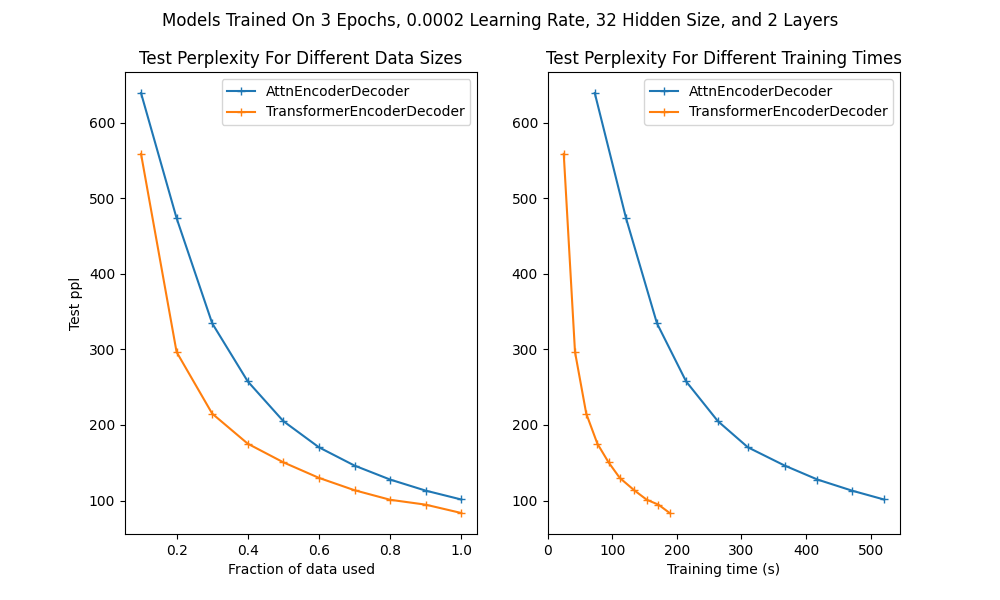 Models Trained On 3 Epochs, 0.0002 Learning Rate, 32 Hidden Size, and 2 Layers
Test Perplexity For Different Data Sizes
AttnEncoderDecoder
TransformerEncoderDecoder
600
500
400
300
200
100
Test ppl
0.2
0.4
0.6
0.8
1.0
Fraction of data used
Test Perplexity For Different Training Times
AttnEncoderDecoder
TransformerEncoderDecoder
600
500
400
300
200
100
0
100
200
300
400
500
Training time (s)